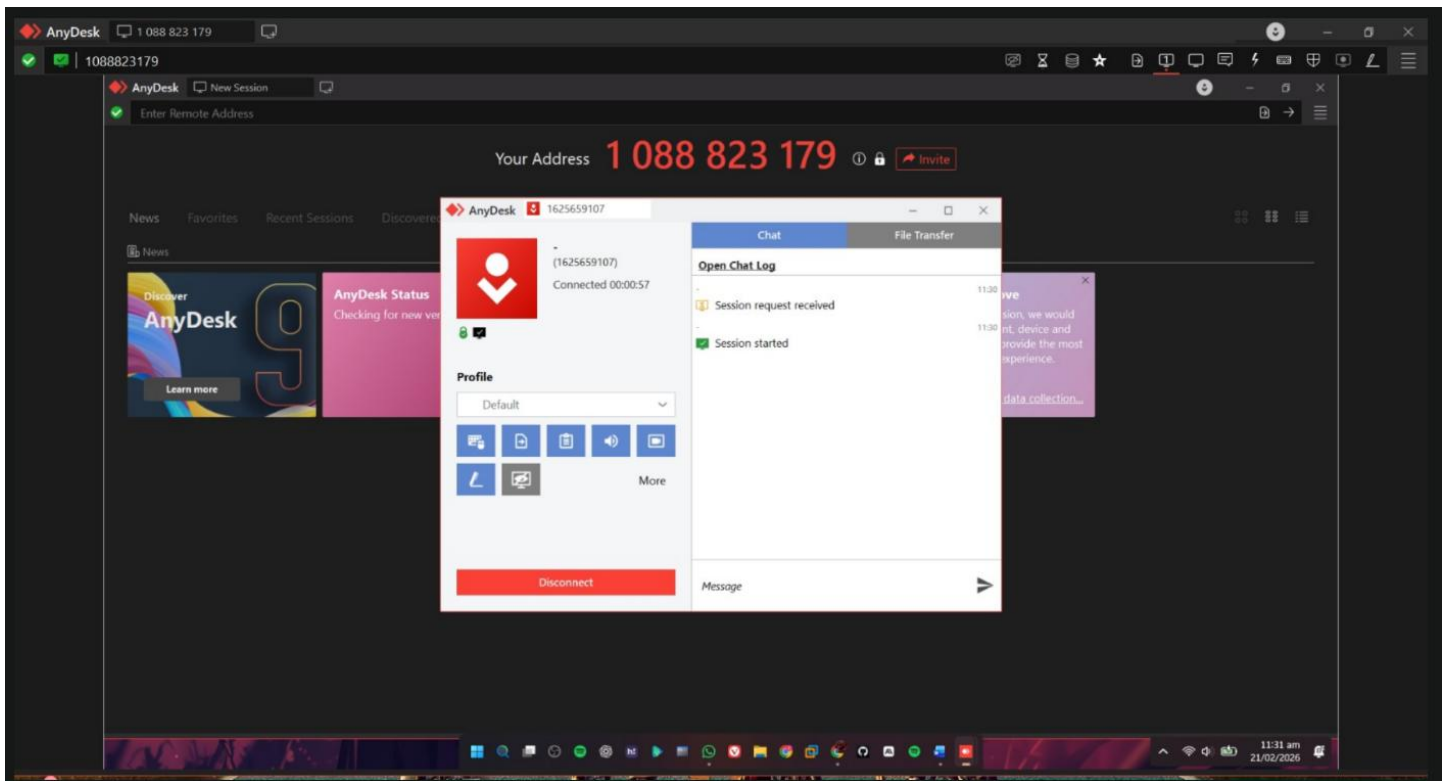 AnyDesk 1 088 823 179
1088823179
AnyDesk New Session
Enter Remote Address
Your Address 1 088 823 179 Invite
News Favorites Recent Sessions Discovere
News
Discover
AnyDesk
9
Learn more
AnyDesk Status
Checking for new ver
AnyDesk 1625659107
-
(1625659107)
Connected 00:00:57
Profile
Default
More
Disconnect
Chat File Transfer
Open Chat Log
-
11:30
Session request received
-
11:30
Session started
Message
ove
sion, we would
nt, device and
provide the most
experience.
data collection...
11:31 am
21/02/2026